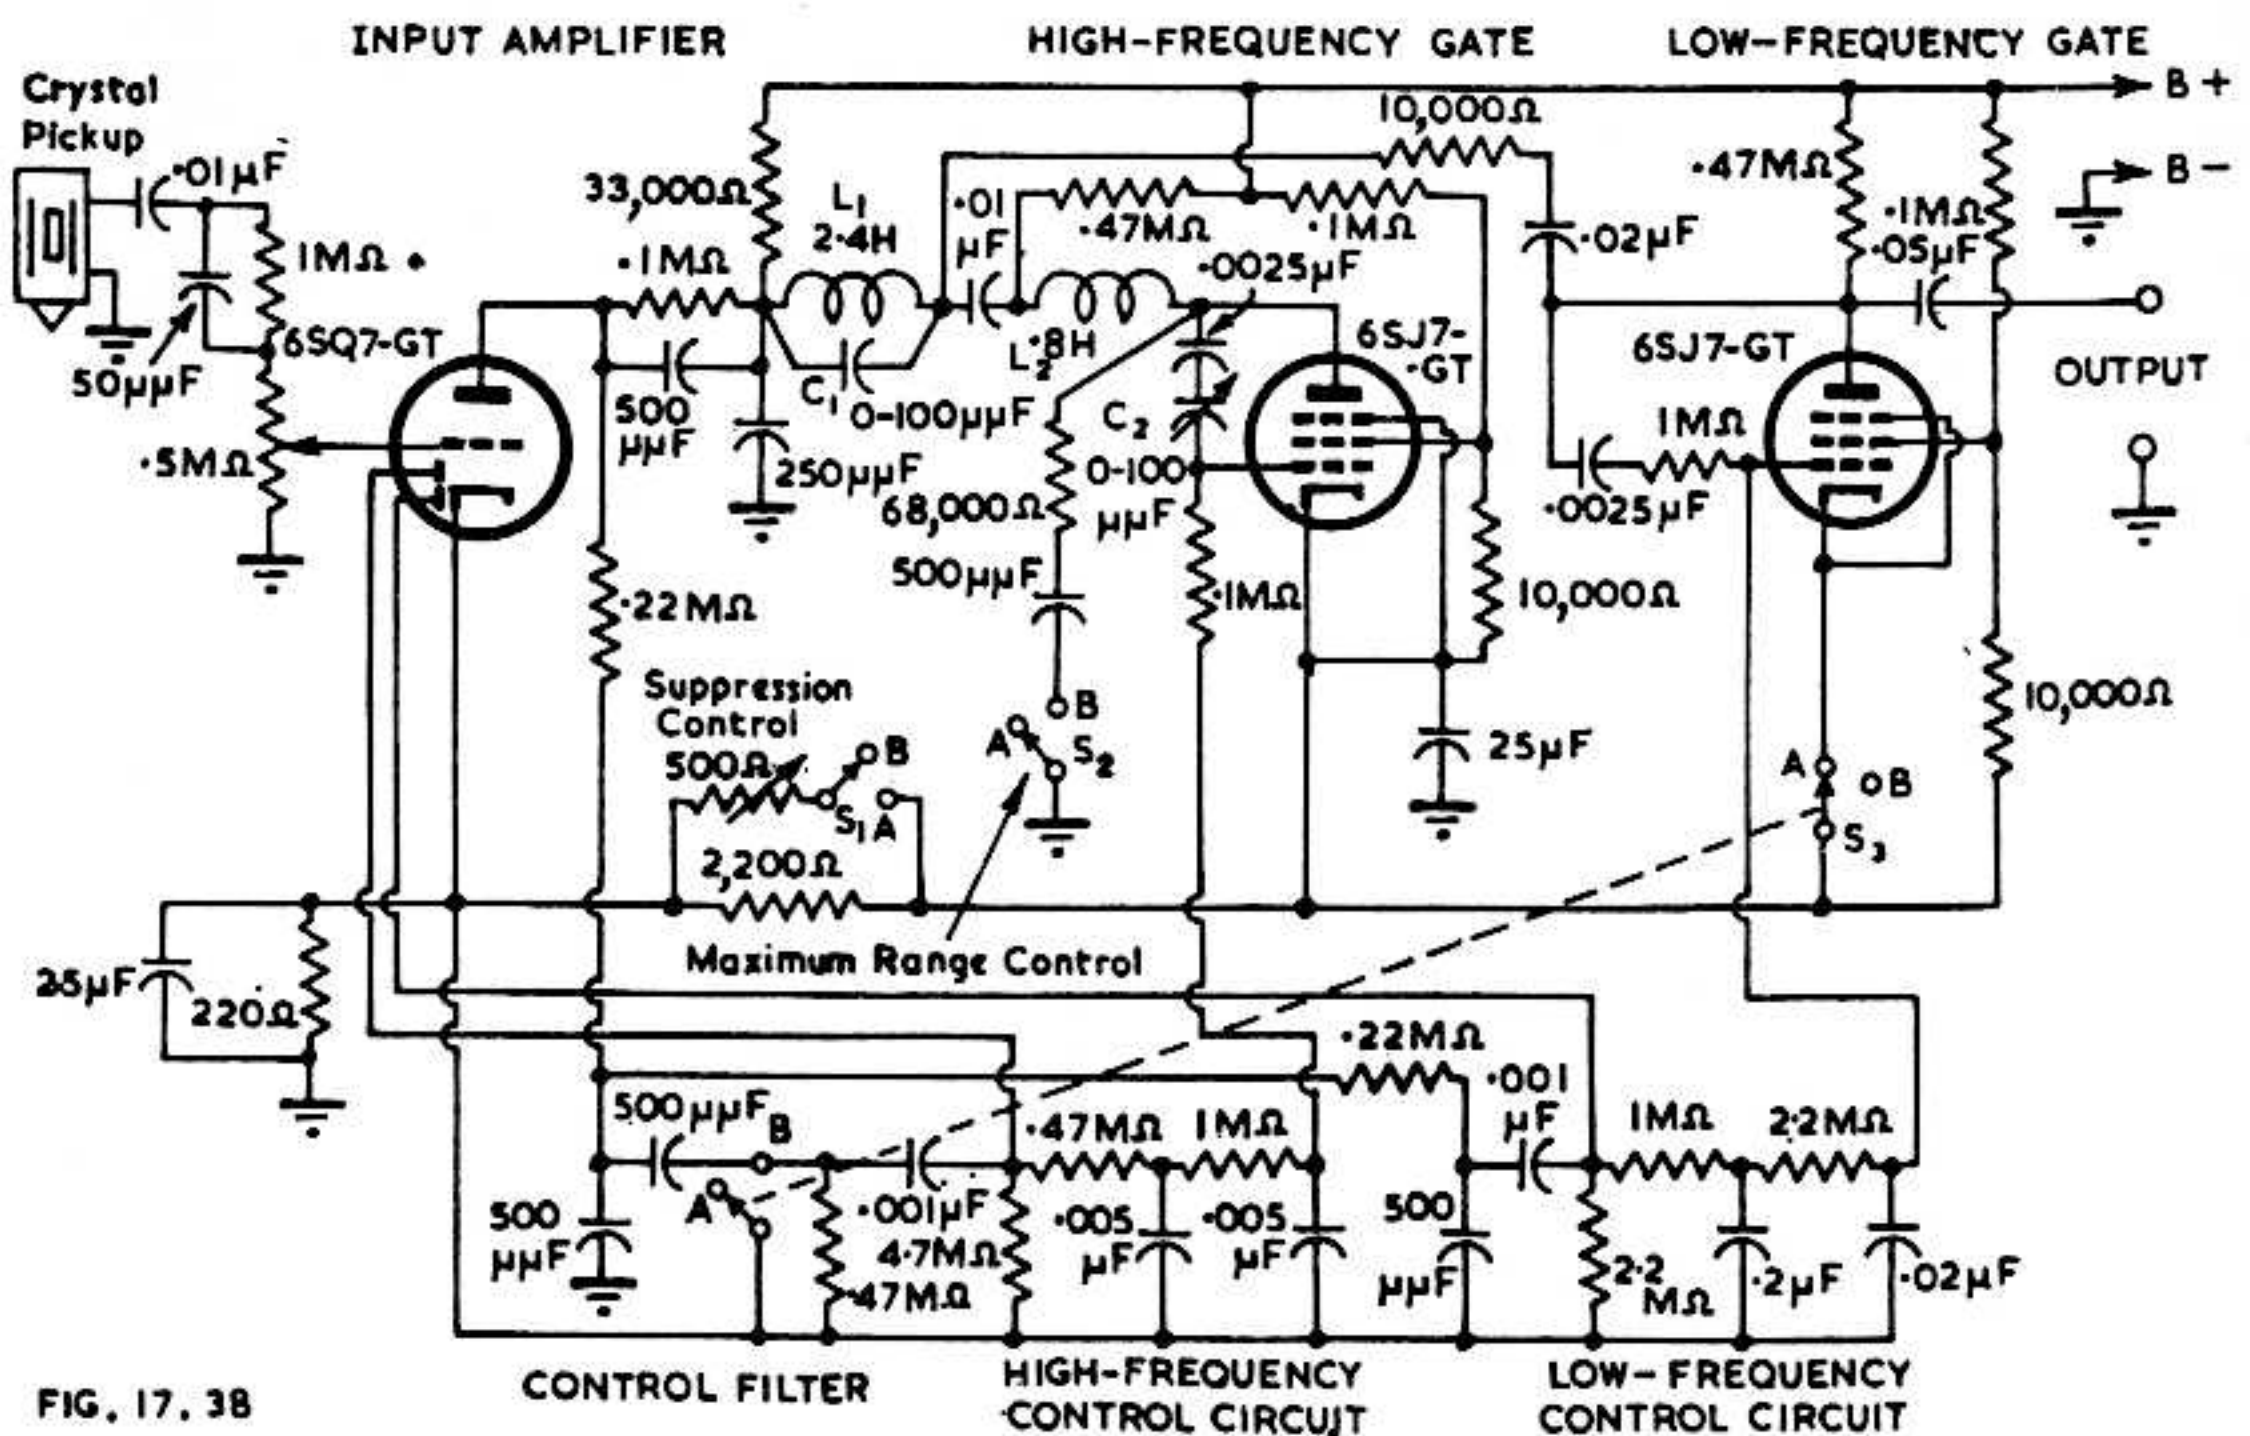 INPUT AMPLIFIER
HIGH-FREQUENCY GATE
LOW-FREQUENCY GATE
Crystal
Pickup
B +
B −
10,000Ω
·01µF
33,000Ω
L1
2·4H
·01
µF
·47MΩ
·1MΩ
·02µF
·47MΩ
·1MΩ
·05µF
1MΩ
·1MΩ
·0025µF
6SQ7-GT
L2
·8H
6SJ7-
-GT
6SJ7-GT
OUTPUT
50µµF
500
µµF
C1
0-100µµF
C2
·5MΩ
250µµF
0-100
µµF
1MΩ
·0025µF
68,000Ω
500µµF
·22MΩ
·1MΩ
10,000Ω
Suppression
Control
500Ω
B
S1
A
B
A
S2
25µF
10,000Ω
A
B
S3
2,200Ω
Maximum Range Control
25µF
220Ω
·22MΩ
·001
µF
500µµF
B
·47MΩ
1MΩ
1MΩ
2·2MΩ
A
500
µµF
·001µF
4·7MΩ
·47MΩ
·005
µF
·005
µF
500
µµF
2·2
MΩ
·2µF
·02µF
CONTROL FILTER
HIGH-FREQUENCY
CONTROL CIRCUIT
LOW-FREQUENCY
CONTROL CIRCUIT
FIG. 17. 38